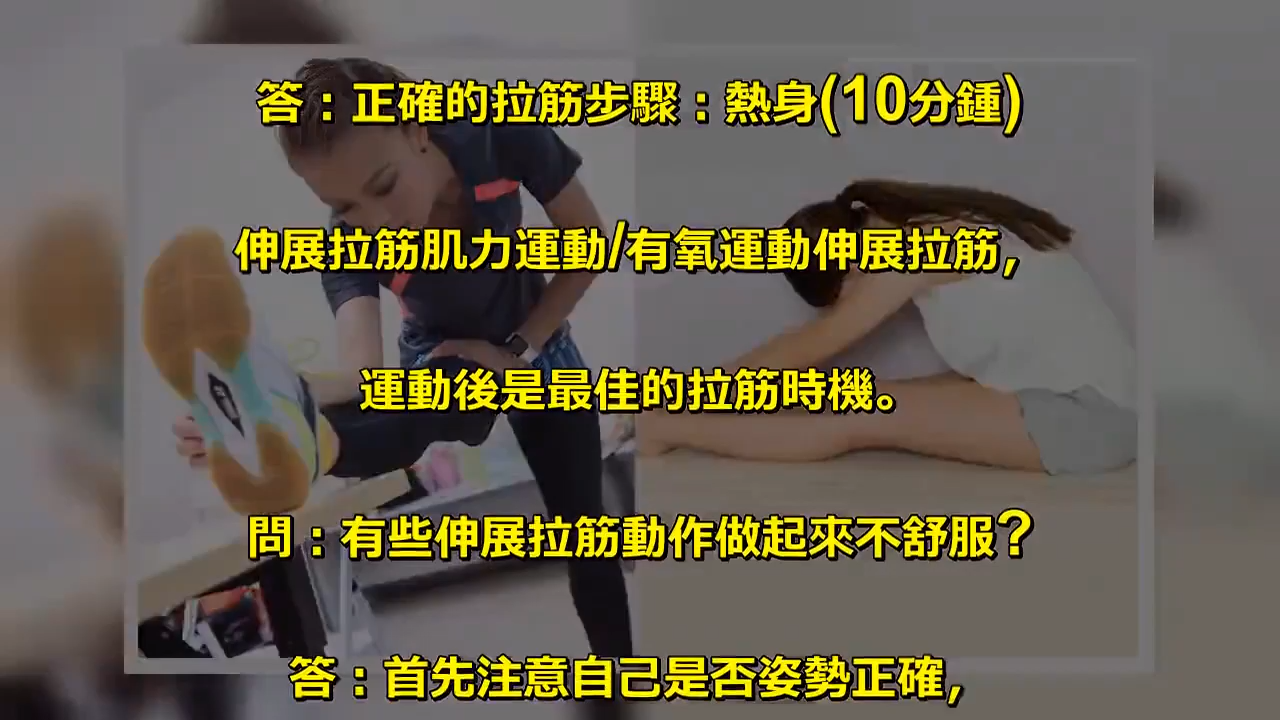 答：正確的拉筋步驟：熱身(10分鍾)
伸展拉筋肌力運動/有氧運動伸展拉筋，
運動後是最佳的拉筋時機。
問：有些伸展拉筋動作做起來不舒服？
答：首先注意自己是否姿勢正確，